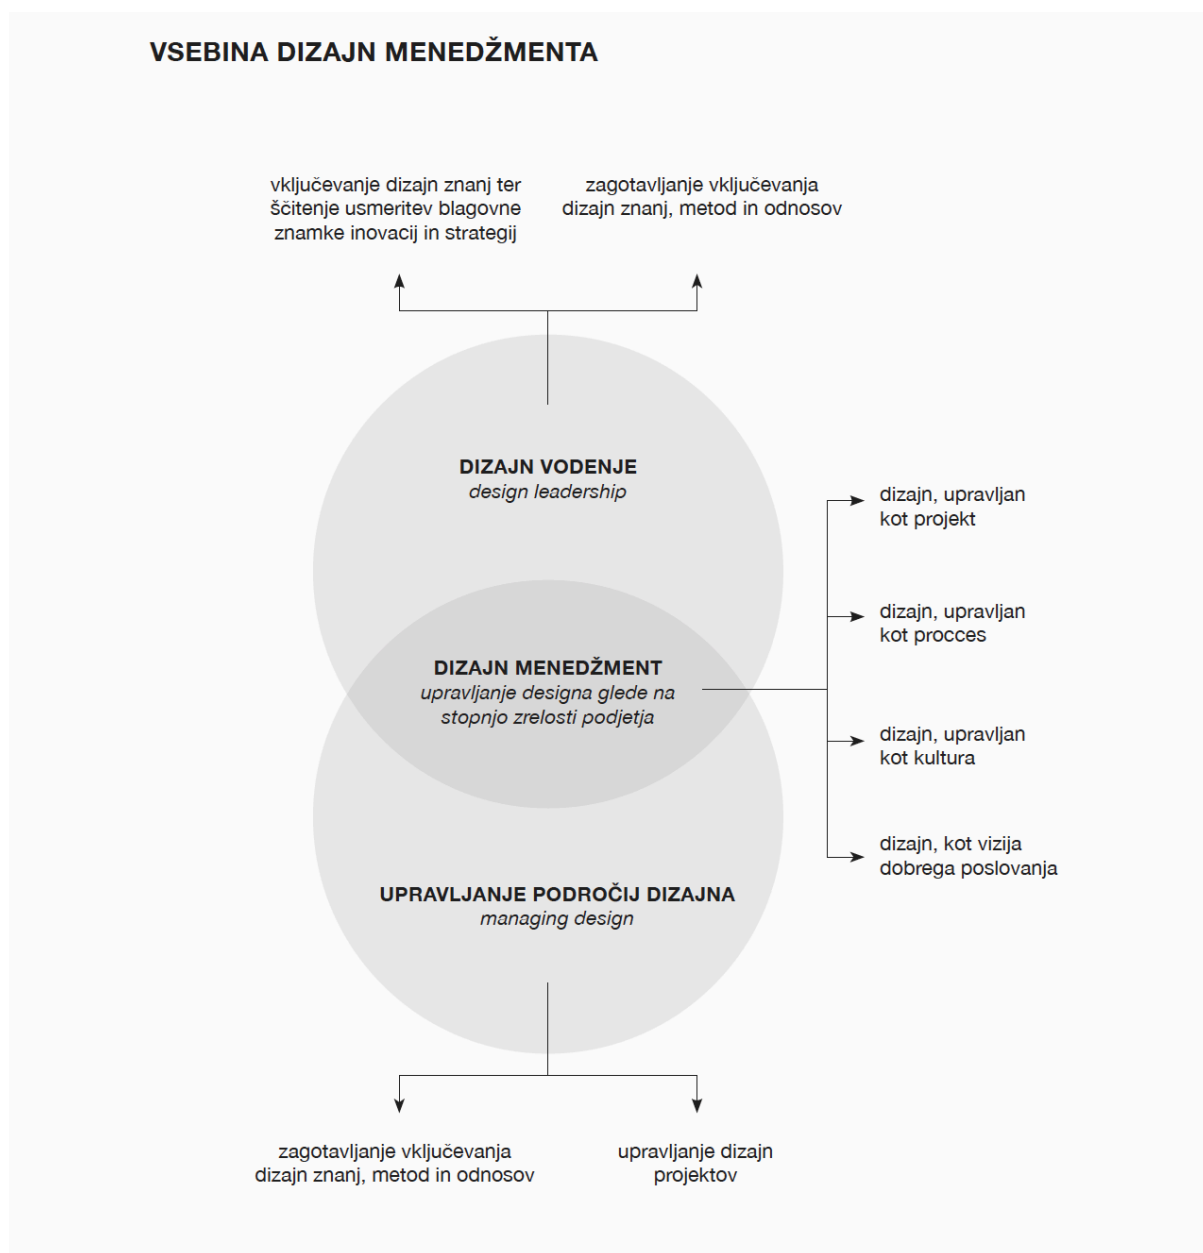 VSEBINA DIZAJN MENEDŽMENTA
vključevanje dizajn znanj ter
ščitenje usmeritev blagovne
znamke inovacij in strategij
zagotavljanje vključevanja
dizajn znanj, metod in odnosov
DIZAJN VODENJE
design leadership
DIZAJN MENEDŽMENT
upravljanje designa glede na
stopnjo zrelosti podjetja
dizajn, upravljan
kot projekt
dizajn, upravljan
kot procces
dizajn, upravljan
kot kultura
dizajn, kot vizija
dobrega poslovanja
UPRAVLJANJE PODROČIJ DIZAJNA
managing design
zagotavljanje vključevanja
dizajn znanj, metod in odnosov
upravljanje dizajn
projektov